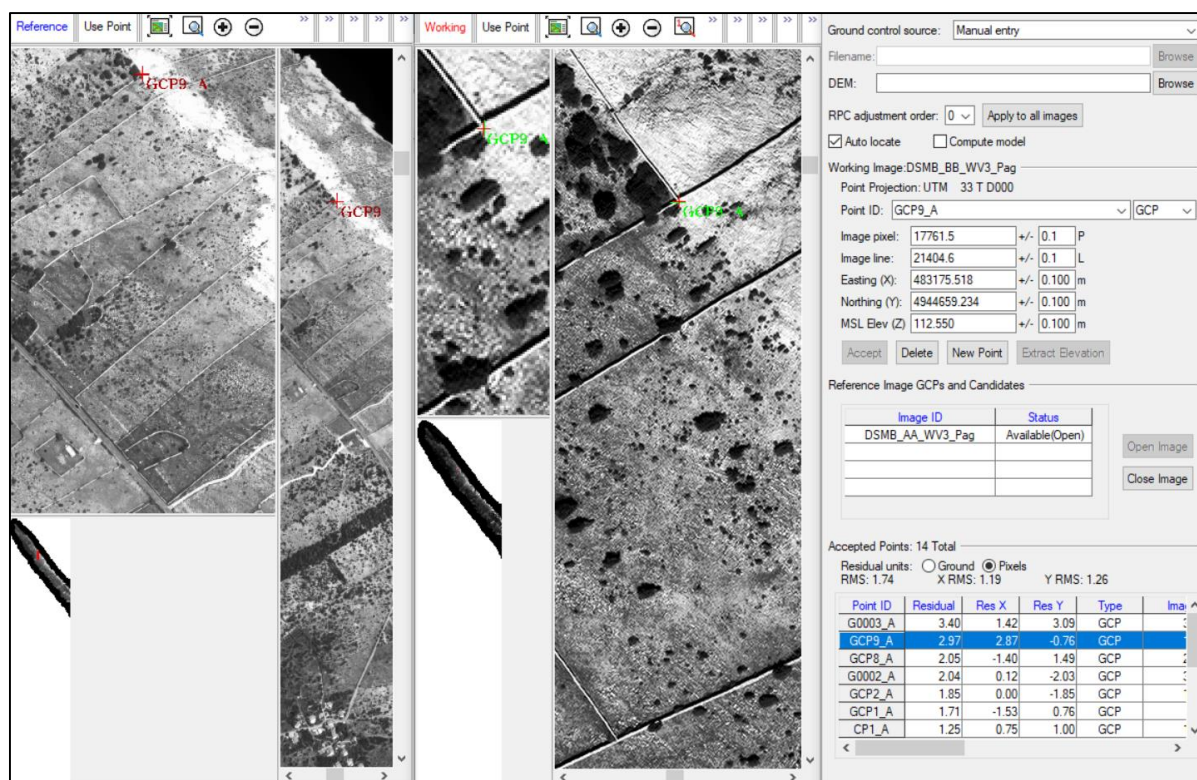 Reference Use Point >> >> >> >> >>
GCP9_A
GCP9
Working Use Point >> >> >> >> >>
GCP9_A
GCP9_A
Ground control source: Manual entry
Filename: Browse
DEM: Browse
RPC adjustment order: 0 Apply to all images
Auto locate Compute model
Working Image:DSMB_BB_WV3_Pag
Point Projection: UTM 33 T D000
Point ID: GCP9_A GCP
Image pixel: 17761.5 +/- 0.1 P
Image line: 21404.6 +/- 0.1 L
Easting (X): 483175.518 +/- 0.100 m
Northing (Y): 4944659.234 +/- 0.100 m
MSL Elev (Z) 112.550 +/- 0.100 m
Accept Delete New Point Extract Elevation
Reference Image GCPs and Candidates
Image ID Status
DSMB_AA_WV3_Pag Available(Open)
Open Image
Close Image
Accepted Points: 14 Total
Residual units: Ground Pixels
RMS: 1.74 X RMS: 1.19 Y RMS: 1.26
Point ID Residual Res X Res Y Type
G0003_A 3.40 1.42 3.09 GCP
GCP9_A 2.97 2.87 -0.76 GCP
GCP8_A 2.05 -1.40 1.49 GCP
G0002_A 2.04 0.12 -2.03 GCP
GCP2_A 1.85 0.00 -1.85 GCP
GCP1_A 1.71 -1.53 0.76 GCP
CP1_A 1.25 0.75 1.00 GCP